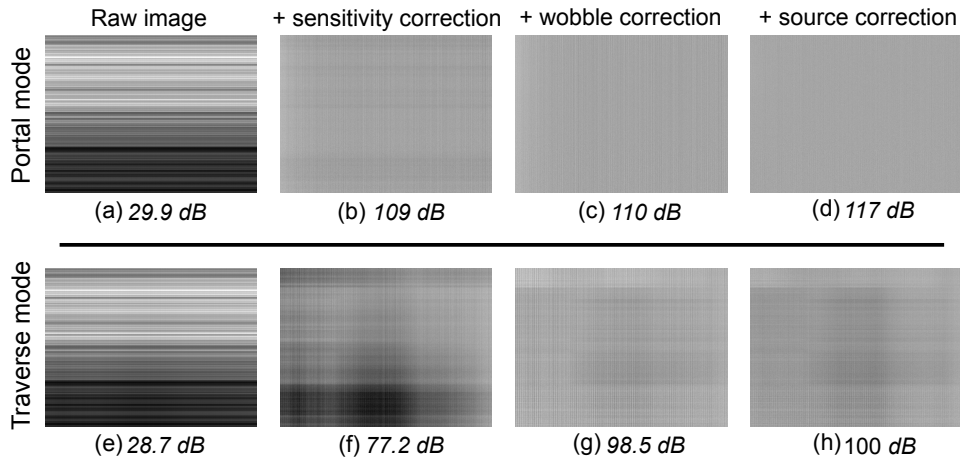 Raw image
+ sensitivity correction
+ wobble correction
+ source correction
Portal mode
(a) 29.9 dB
(b) 109 dB
(c) 110 dB
(d) 117 dB
Traverse mode
(e) 28.7 dB
(f) 77.2 dB
(g) 98.5 dB
(h) 100 dB